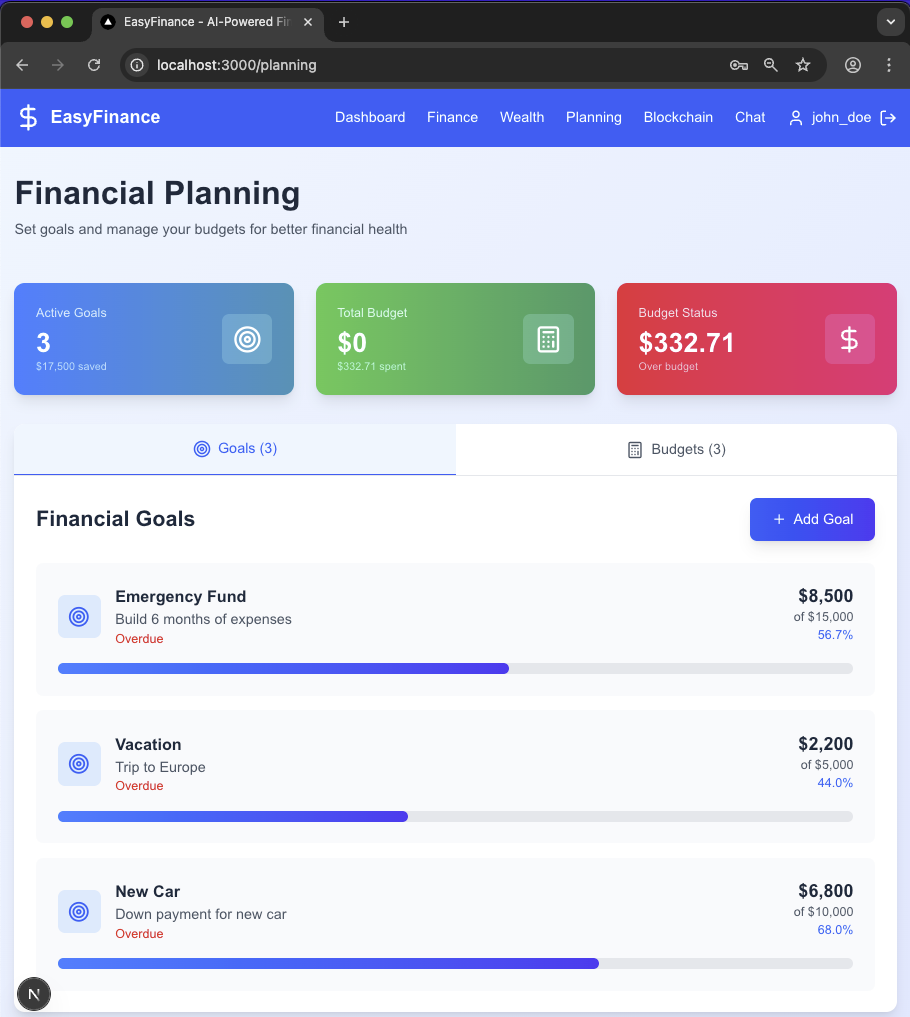 EasyFinance - AI-Powered Fi
localhost:3000/planning
EasyFinance
Dashboard Finance Wealth Planning Blockchain Chat john_doe
Financial Planning
Set goals and manage your budgets for better financial health
Active Goals
3
$17,500 saved
Total Budget
$0
$332.71 spent
Budget Status
$332.71
Over budget
Goals (3)
Budgets (3)
Financial Goals
+ Add Goal
Emergency Fund
Build 6 months of expenses
Overdue
$8,500
of $15,000
56.7%
Vacation
Trip to Europe
Overdue
$2,200
of $5,000
44.0%
New Car
Down payment for new car
Overdue
$6,800
of $10,000
68.0%
N